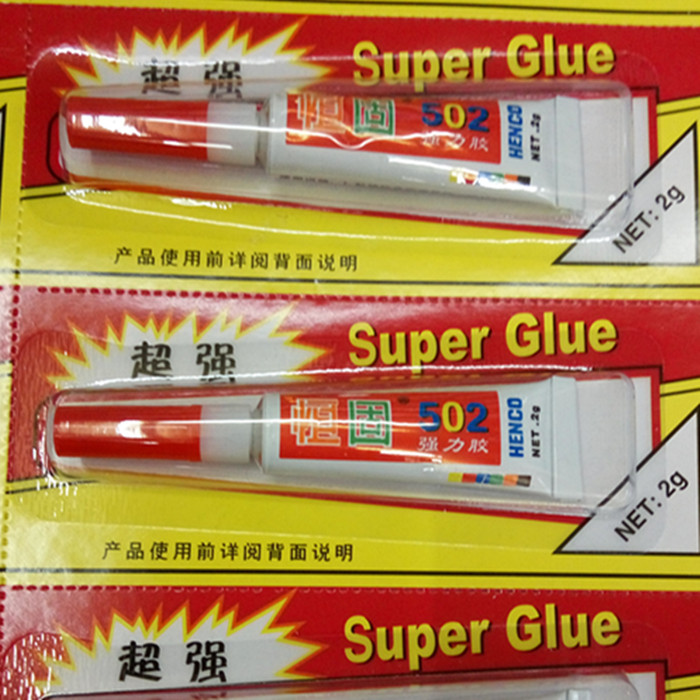 超强
Super Glue
恒固
502
强力胶
HENCO
NET .2g
NET: 2g
产品使用前详阅背面说明
超强
Super Glue
恒固
502
强力胶
HENCO
NET .2g
NET: 2g
产品使用前详阅背面说明
超强
Super Glue